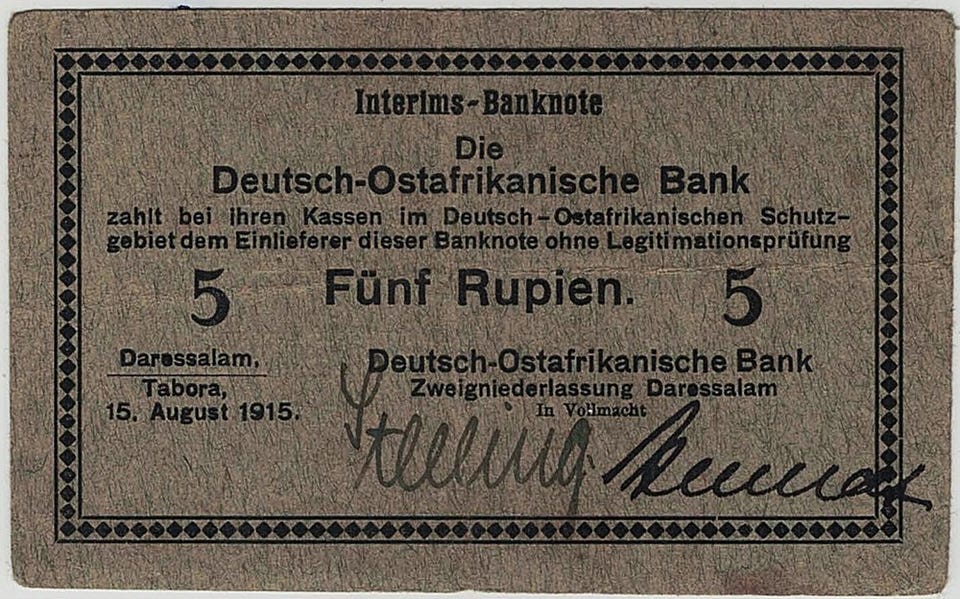 Interims-Banknote
Die
Deutsch-Ostafrikanische Bank
zahlt bei ihren Kassen im Deutsch-Ostafrikanischen Schutz-
gebiet dem Einlieferer dieser Banknote ohne Legitimationsprüfung
5 Fünf Rupien. 5
Daressalam,
Tabora,
15. August 1915.
Deutsch-Ostafrikanische Bank
Zweigniederlassung Daressalam
In Vollmacht
Stelling